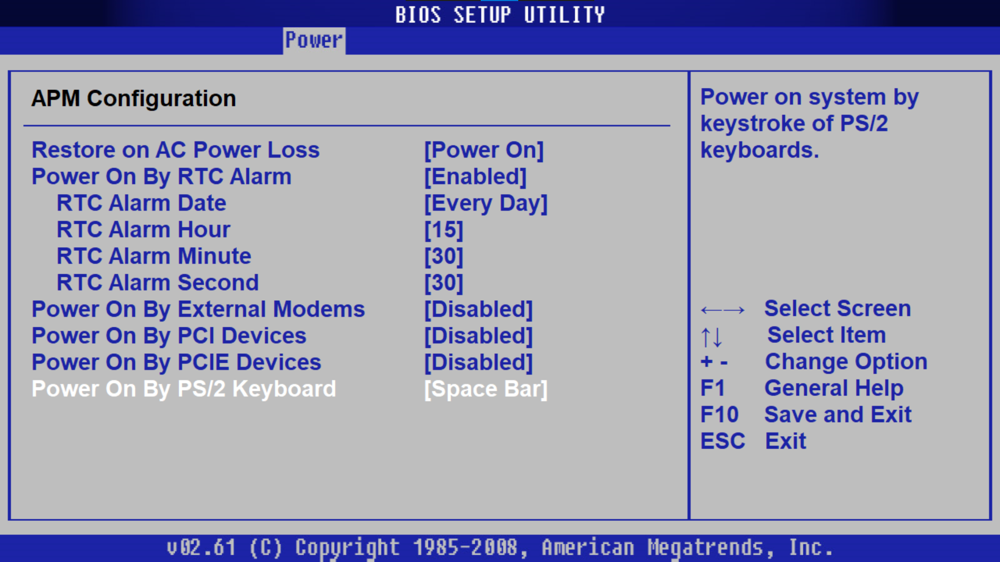 BIOS SETUP UTILITY
Power
APM Configuration
Restore on AC Power Loss [Power On]
Power On By RTC Alarm [Enabled]
RTC Alarm Date [Every Day]
RTC Alarm Hour [15]
RTC Alarm Minute [30]
RTC Alarm Second [30]
Power On By External Modems [Disabled]
Power On By PCI Devices [Disabled]
Power On By PCIE Devices [Disabled]
Power On By PS/2 Keyboard [Space Bar]
Power on system by
keystroke of PS/2
keyboards.
←→ Select Screen
↑↓ Select Item
+ - Change Option
F1 General Help
F10 Save and Exit
ESC Exit
v02.61 (C) Copyright 1985-2008, American Megatrends, Inc.